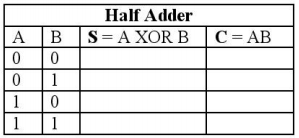 Half Adder
A B S = A XOR B C = AB
0 0
0 1
1 0
1 1